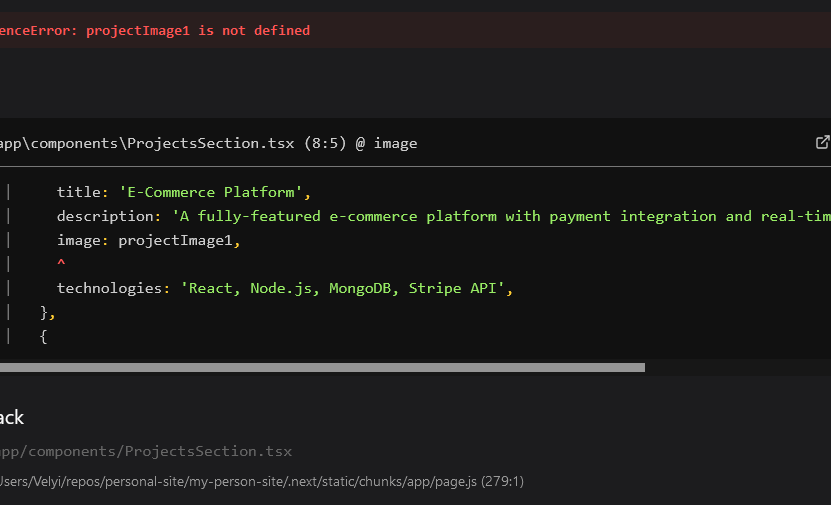 enceError: projectImage1 is not defined
app\components\ProjectsSection.tsx (8:5) @ image
| title: 'E-Commerce Platform',
| description: 'A fully-featured e-commerce platform with payment integration and real-tim
| image: projectImage1,
| ^
| technologies: 'React, Node.js, MongoDB, Stripe API',
| },
| {
ack
app/components/ProjectsSection.tsx
Users/Velyi/repos/personal-site/my-person-site/.next/static/chunks/app/page.js (279:1)